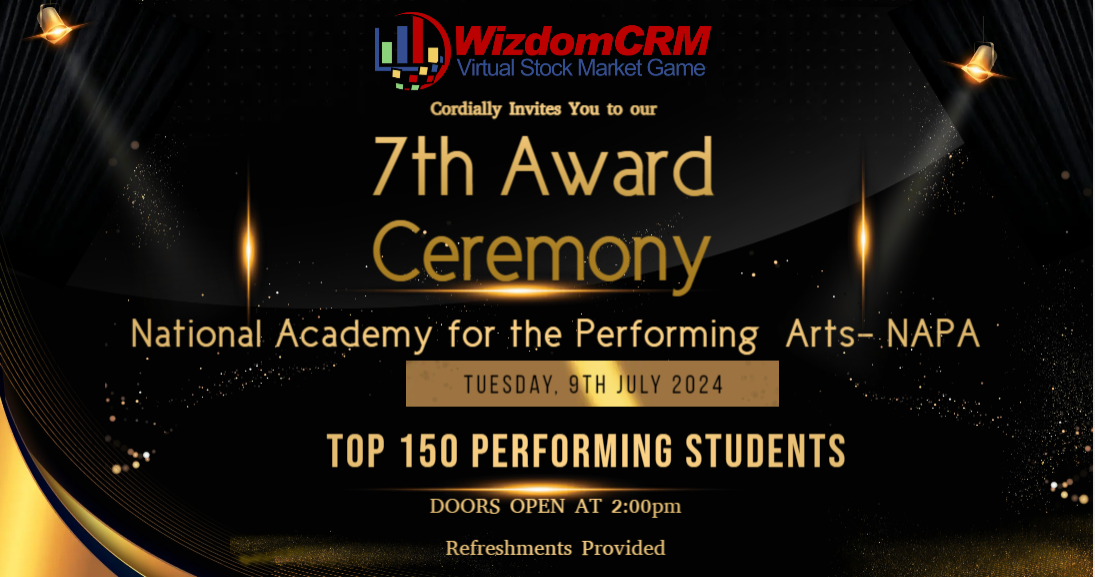 WizdomCRM
Virtual Stock Market Game
Cordially Invites You to our
7th Award
Ceremony
National Academy for the Performing Arts- NAPA
TUESDAY, 9TH JULY 2024
TOP 150 PERFORMING STUDENTS
DOORS OPEN AT 2:00pm
Refreshments Provided